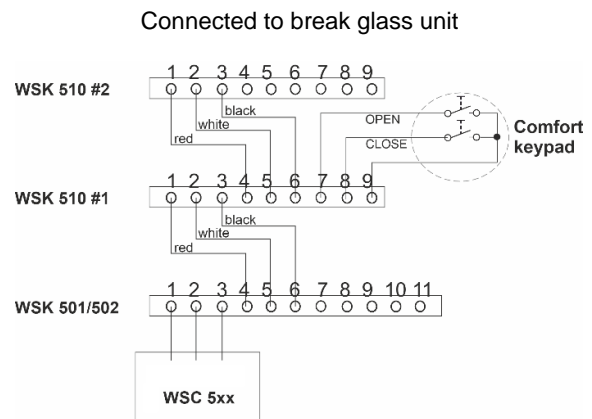 Connected to break glass unit
WSK 510 #2
1 2 3 4 5 6 7 8 9
black
white
red
OPEN
CLOSE
Comfort
keypad
WSK 510 #1
1 2 3 4 5 6 7 8 9
black
white
red
WSK 501/502
1 2 3 4 5 6 7 8 9 10 11
WSC 5xx